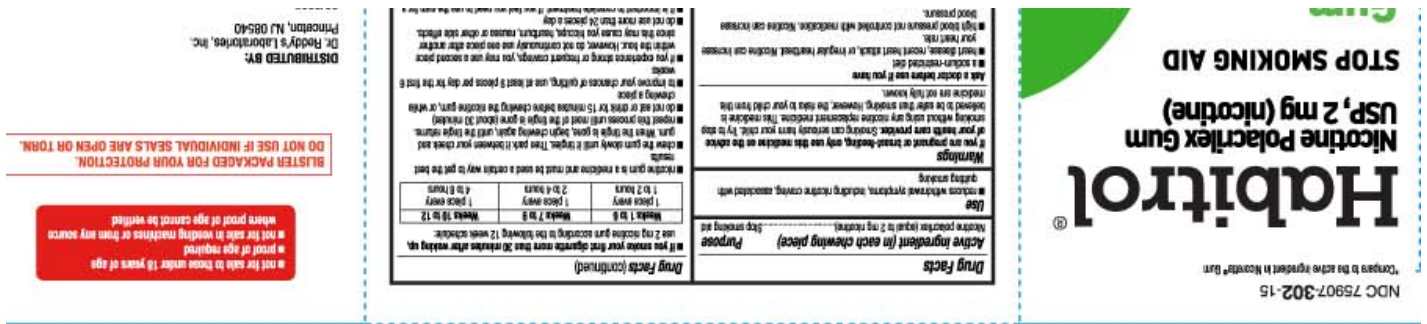 NDC 75907-302-15
*Compare to the active ingredient in Nicorette® Gum
Habitrol®
Nicotine Polacrilex Gum
USP, 2 mg (nicotine)
STOP SMOKING AID
Gum
Drug Facts
Active ingredient (in each chewing piece) Purpose
Nicotine polacrilex (equal to 2 mg nicotine)......................Stop smoking aid
Use
■ reduces withdrawal symptoms, including nicotine craving, associated with
quitting smoking
Warnings
If you are pregnant or breast-feeding, only use this medicine on the advice
of your health care provider. Smoking can seriously harm your child. Try to stop
smoking without using any nicotine replacement medicine. This medicine is
believed to be safer than smoking. However, the risks to your child from this
medicine are not fully known.
Ask a doctor before use if you have
■ a sodium-restricted diet
■ heart disease, recent heart attack, or irregular heartbeat. Nicotine can increase
your heart rate.
■ high blood pressure not controlled with medication. Nicotine can increase
blood pressure.
Drug Facts (continued)
■ If you smoke your first cigarette more than 30 minutes after waking up,
use 2 mg nicotine gum according to the following 12 week schedule:
Weeks 1 to 6 Weeks 7 to 9 Weeks 10 to 12
1 piece every 1 piece every 1 piece every
1 to 2 hours 2 to 4 hours 4 to 8 hours
■ nicotine gum is a medicine and must be used a certain way to get the best
results
■ chew the gum slowly until it tingles. Then park it between your cheek and
gum. When the tingle is gone, begin chewing again, until the tingle returns.
■ repeat this process until most of the tingle is gone (about 30 minutes)
■ do not eat or drink for 15 minutes before chewing the nicotine gum, or while
chewing a piece
■ to improve your chances of quitting, use at least 9 pieces per day for the first 6
weeks
■ if you experience strong or frequent cravings, you may use a second piece
within the hour. However, do not continuously use one piece after another
since this may cause you hiccups, heartburn, nausea or other side effects.
■ do not use more than 24 pieces a day
■ it is important to complete treatment. If you feel you need to use the gum for a
■ not for sale to those under 18 years of age
■ proof of age required
■ not for sale in vending machines or from any source
where proof of age cannot be verified
BLISTER PACKAGED FOR YOUR PROTECTION.
DO NOT USE IF INDIVIDUAL SEALS ARE OPEN OR TORN.
DISTRIBUTED BY:
Dr. Reddy's Laboratories, Inc.
Princeton, NJ 08540